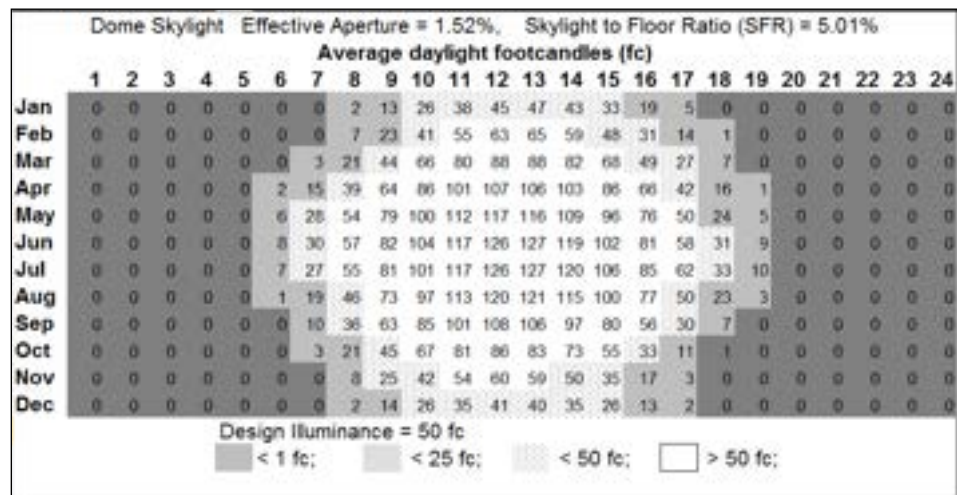 Dome Skylight Effective Aperture = 1.52%, Skylight to Floor Ratio (SFR) = 5.01%
Average daylight footcandles (fc)
1 2 3 4 5 6 7 8 9 10 11 12 13 14 15 16 17 18 19 20 21 22 23 24
Jan 0 0 0 0 0 0 0 2 13 26 38 45 47 43 33 19 5 0 0 0 0 0 0 0
Feb 0 0 0 0 0 0 0 7 23 41 55 63 65 59 48 31 14 1 0 0 0 0 0 0
Mar 0 0 0 0 0 0 3 21 44 66 80 88 88 82 68 49 27 7 0 0 0 0 0 0
Apr 0 0 0 0 0 2 15 39 64 86 101 107 106 103 86 66 42 16 1 0 0 0 0 0
May 0 0 0 0 0 6 28 54 79 100 112 117 116 109 96 76 50 24 5 0 0 0 0 0
Jun 0 0 0 0 0 8 30 57 82 104 117 126 127 119 102 81 58 31 9 0 0 0 0 0
Jul 0 0 0 0 0 7 27 55 81 101 117 126 127 120 106 85 62 33 10 0 0 0 0 0
Aug 0 0 0 0 0 1 19 46 73 97 113 120 121 115 100 77 50 23 3 0 0 0 0 0
Sep 0 0 0 0 0 0 10 36 63 85 101 108 106 97 80 56 30 7 0 0 0 0 0 0
Oct 0 0 0 0 0 0 3 21 45 67 81 86 83 73 55 33 11 1 0 0 0 0 0 0
Nov 0 0 0 0 0 0 0 8 25 42 54 60 59 50 35 17 3 0 0 0 0 0 0 0
Dec 0 0 0 0 0 0 0 2 14 26 35 41 40 35 26 13 2 0 0 0 0 0 0 0
Design Illuminance = 50 fc
< 1 fc; < 25 fc; < 50 fc; > 50 fc;